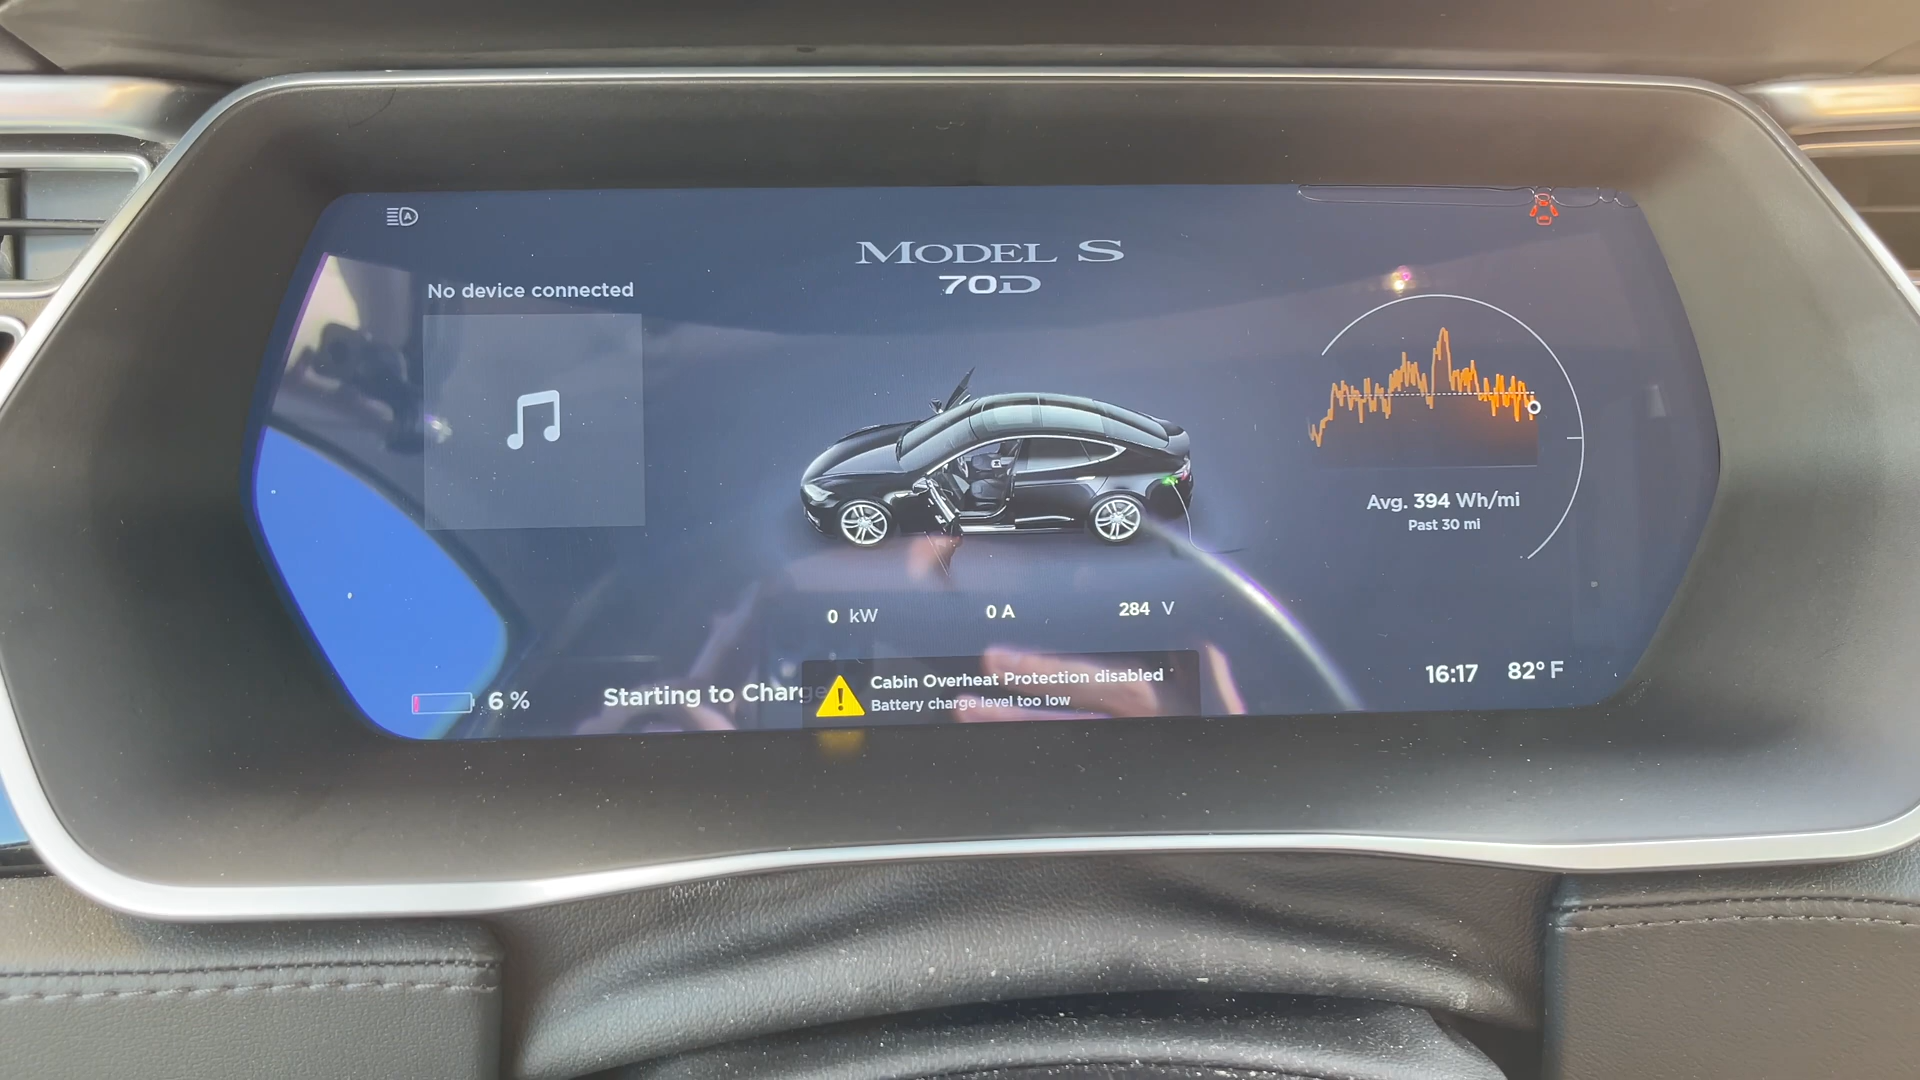 No device connected
MODEL S
70D
Avg. 394 Wh/mi
Past 30 mi
0 kW
0 A
284 V
16:17 82° F
6 %
Starting to Charge
Cabin Overheat Protection disabled
Battery charge level too low